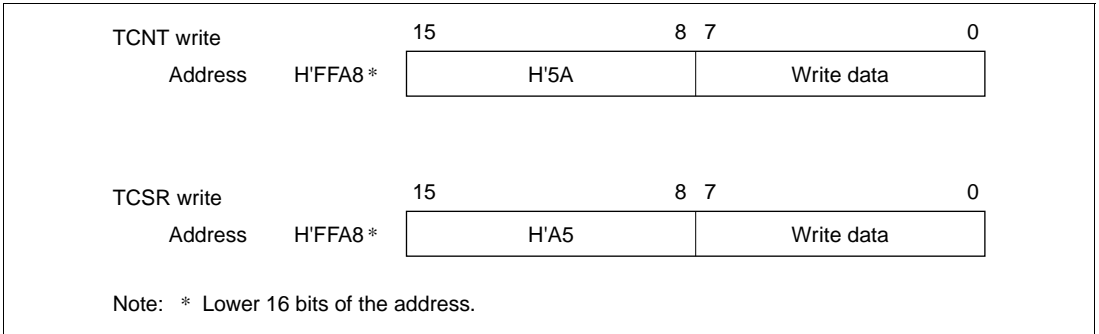 TCNT write 15 8 7 0
Address H'FFA8* H'5A Write data
TCSR write 15 8 7 0
Address H'FFA8* H'A5 Write data
Note: * Lower 16 bits of the address.